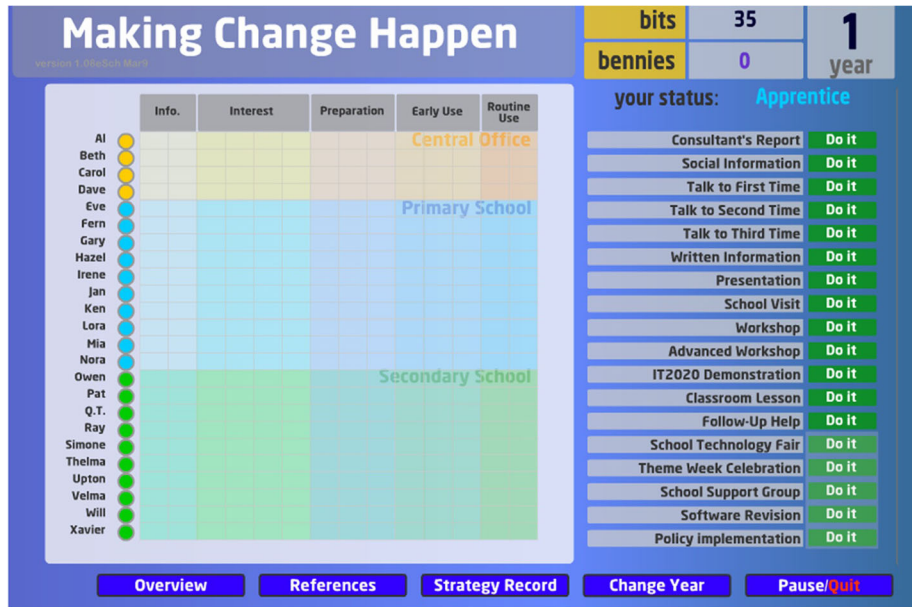 Making Change Happen
version 1.08eSch Mar9
bits 35
bennies 0
1
year
your status: Apprentice
Info. Interest Preparation Early Use Routine Use
Central Office
Al
Beth
Carol
Dave
Primary School
Eve
Fern
Gary
Hazel
Irene
Jan
Ken
Lora
Mia
Nora
Secondary School
Owen
Pat
Q.T.
Ray
Simone
Thelma
Upton
Velma
Will
Xavier
Consultant's Report Do it
Social Information Do it
Talk to First Time Do it
Talk to Second Time Do it
Talk to Third Time Do it
Written Information Do it
Presentation Do it
School Visit Do it
Workshop Do it
Advanced Workshop Do it
IT2020 Demonstration Do it
Classroom Lesson Do it
Follow-Up Help Do it
School Technology Fair Do it
Theme Week Celebration Do it
School Support Group Do it
Software Revision Do it
Policy implementation Do it
Overview References Strategy Record Change Year Pause/Quit